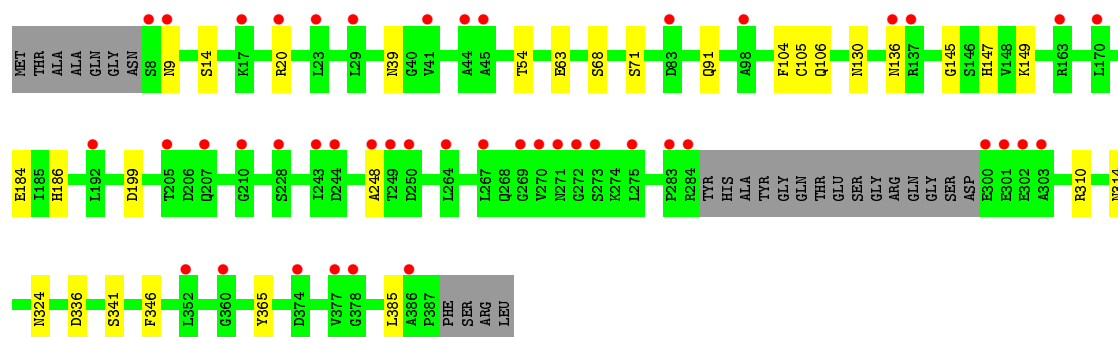 MET THR ALA ALA GLN GLY ASN S8 N9 S14 K17 R20 L23 L29 N39 G40 V41 A44 A45 T54 E63 S68 S71 D83 Q91 A98 F104 C105 Q106 N130 N136 R137 G145 S146 H147 V148 K149 R163 L170
E184 I185 H186 L192 D199 T205 D206 Q207 G210 S228 I243 D244 A248 T249 D250 L264 L267 Q268 G269 V270 N271 G272 S273 K274 L275 P283 R284 TYR HIS ALA TYR GLY GLN THR GLU SER GLY ARG GLN GLY SER ASP E300 E301 E302 A303 R310 N314
N324 D336 S341 F346 L352 G360 Y365 D374 V377 G378 L385 A386 P387 PHE SER ARG LEU